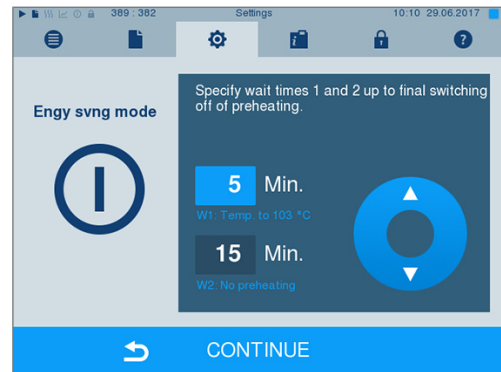 389 : 382 Settings 10:10 29.06.2017
Engy svng mode
Specify wait times 1 and 2 up to final switching
off of preheating.
5 Min.
W1: Temp. to 103 °C
15 Min.
W2: No preheating
CONTINUE